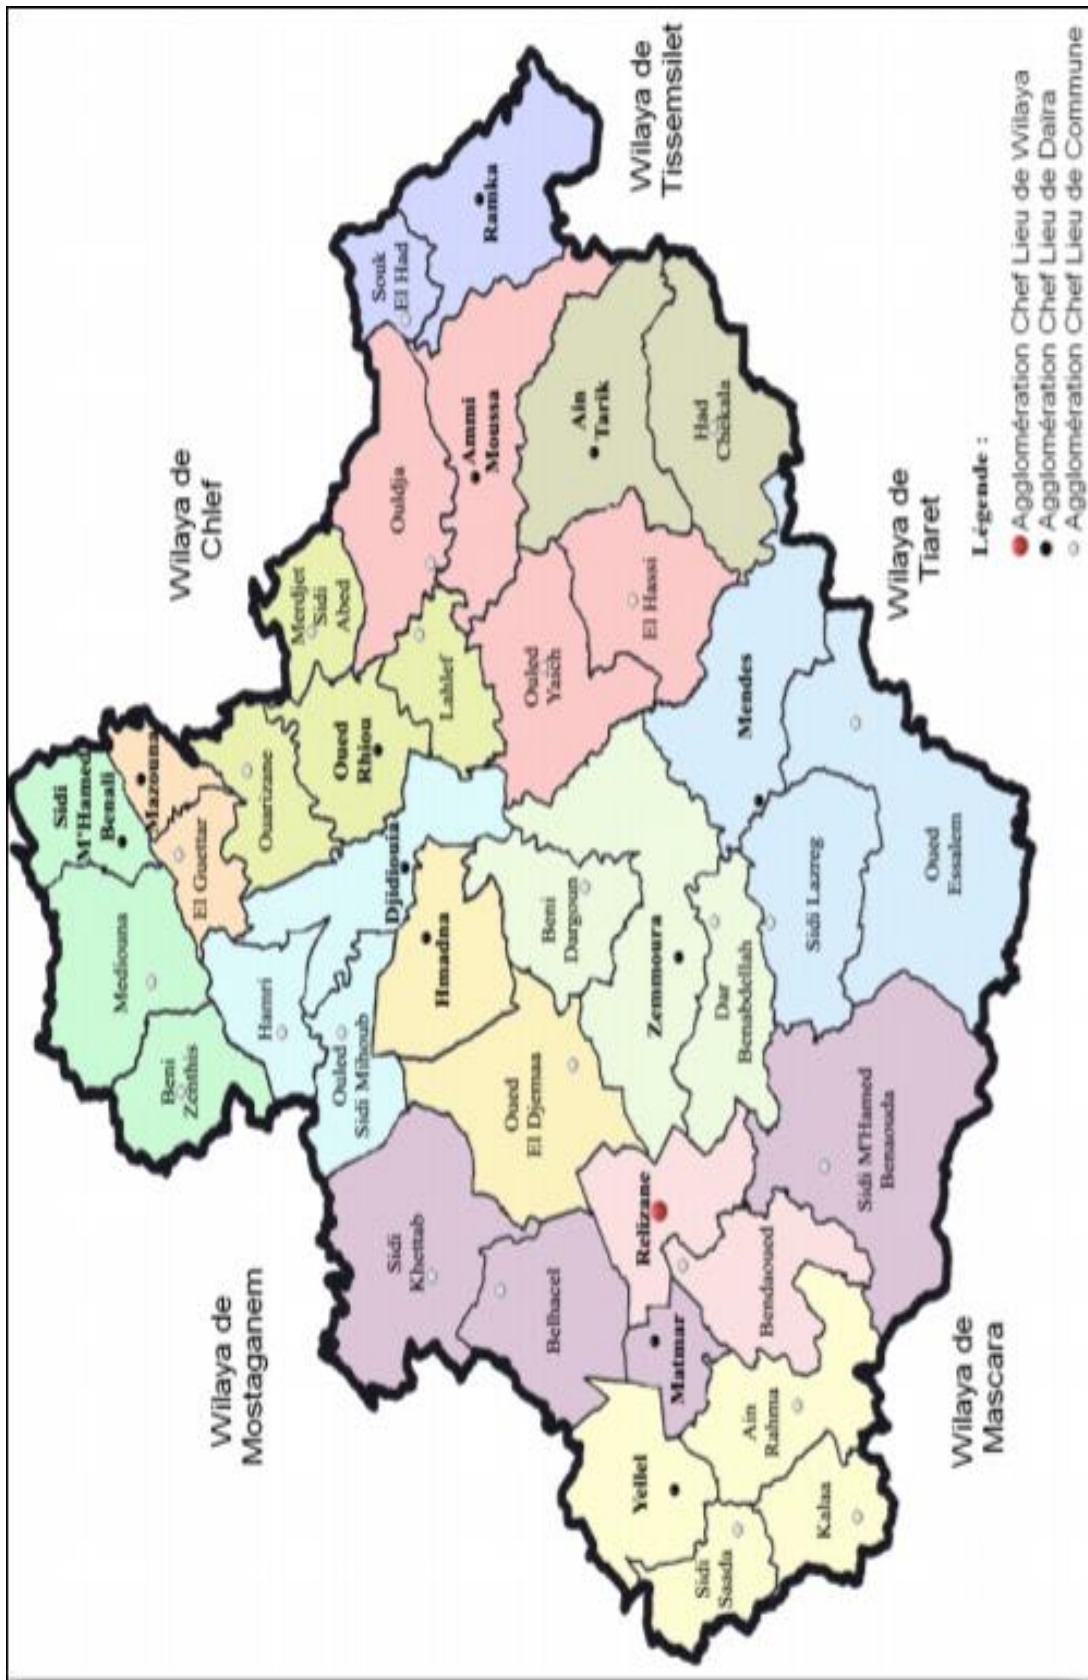 Wilaya de
Mostaganem
Wilaya de
Chlef
Wilaya de
Tissemsilet
Wilaya de
Tiaret
Wilaya de
Mascara
Sidi
M'Hamed
Benali
Mazouna
Mediouna
El Guettar
Beni
Zenthis
Ouarizane
Merdjet
Sidi
Abed
Hamri
Oued
Rhiou
Ouled
Sidi Mihoub
Djidiouia
Lahlef
Ouldja
Souk
El Had
Ramka
Ammi
Moussa
Sidi
Khettab
Hmadna
Oued
El Djemaa
Beni
Dargoun
Ouled
Yaich
El Hassi
Ain
Tarik
Had
Chekala
Belhacel
Relizane
Zemmoura
Dar
Benabdellah
Mendes
Sidi Lazreg
Oued
Essalem
Matmar
Bendaoued
Sidi M'Hamed
Benaouda
Yellel
Ain
Rahma
Sidi
Saada
Kalaa
Légende :
Agglomération Chef Lieu de Wilaya
Agglomération Chef Lieu de Daïra
Agglomération Chef Lieu de Commune